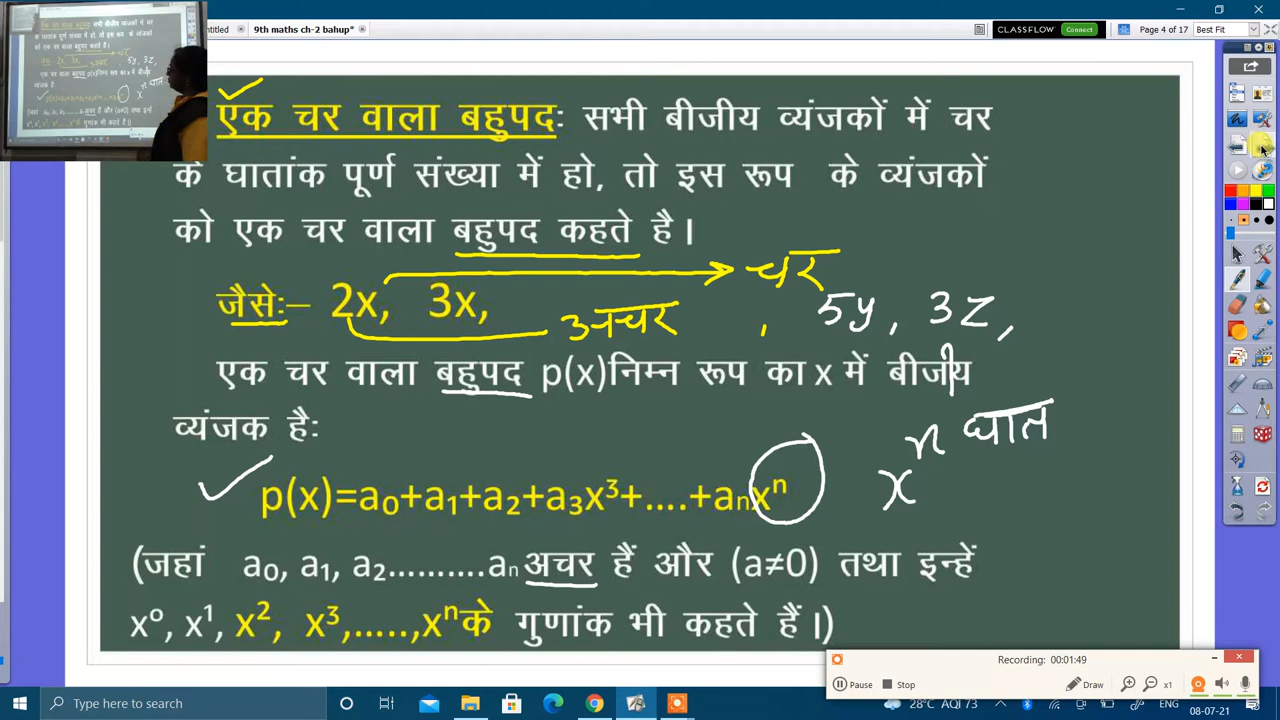 9th maths ch-2 bahup*
CLASSFLOW Connect
Page 4 of 17 Best Fit
एक चर वाला बहुपद: सभी बीजीय व्यंजकों में चर
के घातांक पूर्ण संख्या में हो, तो इस रूप के व्यंजकों
को एक चर वाला बहुपद कहते है।
चर
जैसेः– 2x, 3x, , 5y, 3z,
अचर
एक चर वाला बहुपद p(x)निम्न रूप का x में बीजीय
व्यंजक हैः
xⁿ घात
p(x)=a₀+a₁+a₂+a₃x³+....+aₙxⁿ
(जहां a₀, a₁, a₂..........aₙ अचर हैं और (a≠0) तथा इन्हें
x⁰, x¹, x², x³,.....,xⁿके गुणांक भी कहते हैं।)
Recording: 00:01:49
Pause Stop Draw x1
Type here to search
28°C AQI 73 ENG 08-07-21